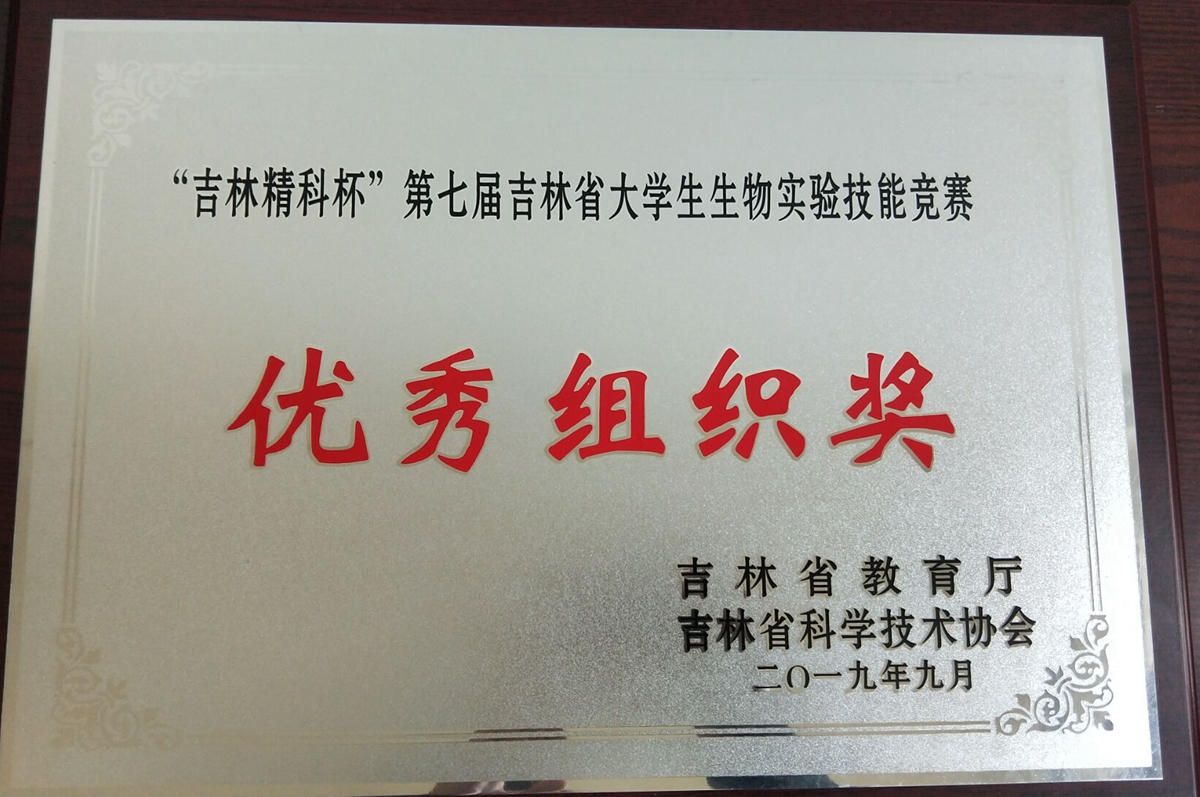 “吉林精科杯”第七届吉林省大学生生物实验技能竞赛
优秀组织奖
吉林省教育厅
吉林省科学技术协会
二〇一九年九月